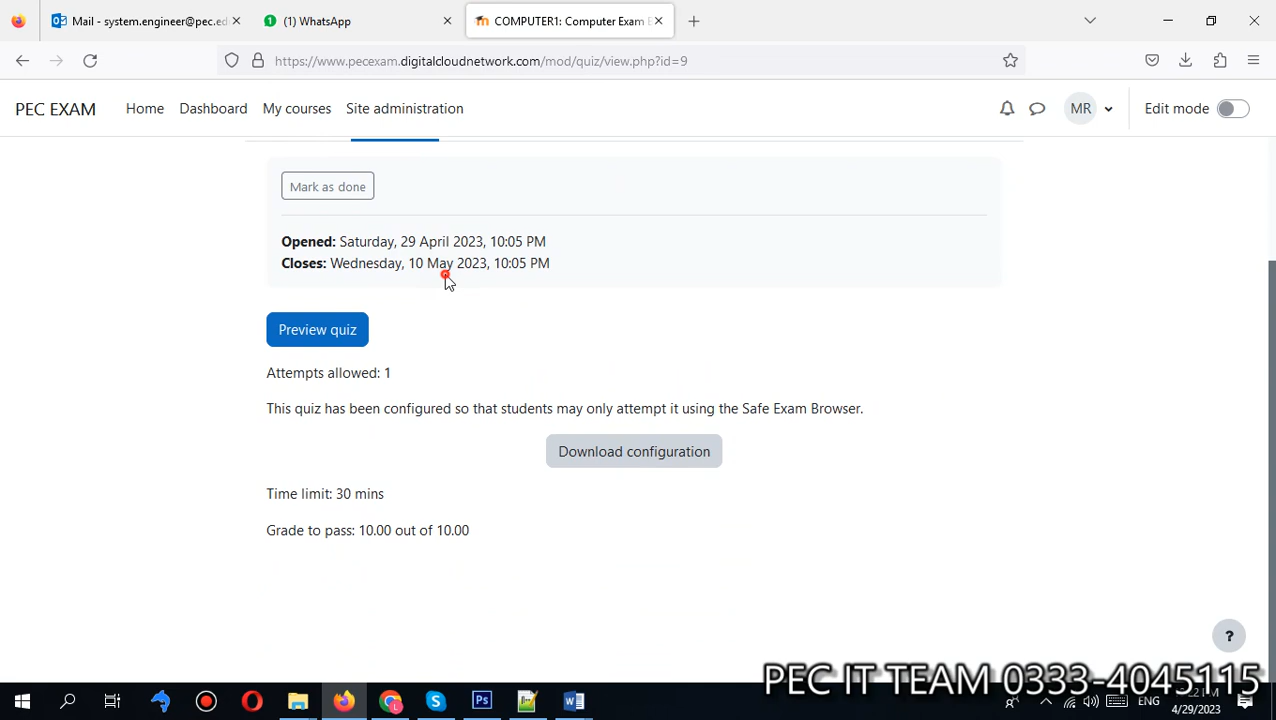 Mail - system.engineer@pec.ed
(1) WhatsApp
COMPUTER1: Computer Exam
https://www.pecexam.digitalcloudnetwork.com/mod/quiz/view.php?id=9
PEC EXAM
Home
Dashboard
My courses
Site administration
MR
Edit mode
Mark as done
Opened: Saturday, 29 April 2023, 10:05 PM
Closes: Wednesday, 10 May 2023, 10:05 PM
Preview quiz
Attempts allowed: 1
This quiz has been configured so that students may only attempt it using the Safe Exam Browser.
Download configuration
Time limit: 30 mins
Grade to pass: 10.00 out of 10.00
?
PEC IT TEAM 0333-4045115
ENG
4/29/2023